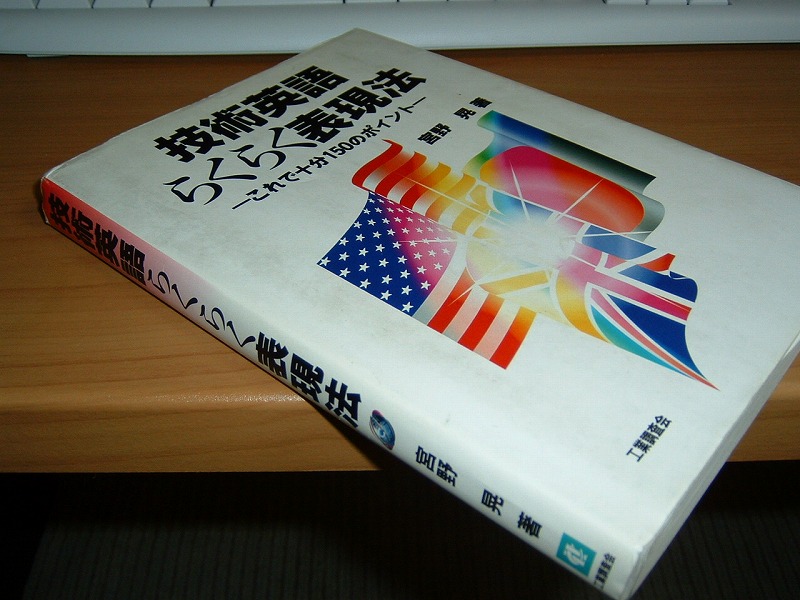 技術英語
らくらく表現法
—これで十分150のポイント—
宮野 晃 著
工業調査会
技術英語らくらく表現法 宮野 晃 著
工業調査会